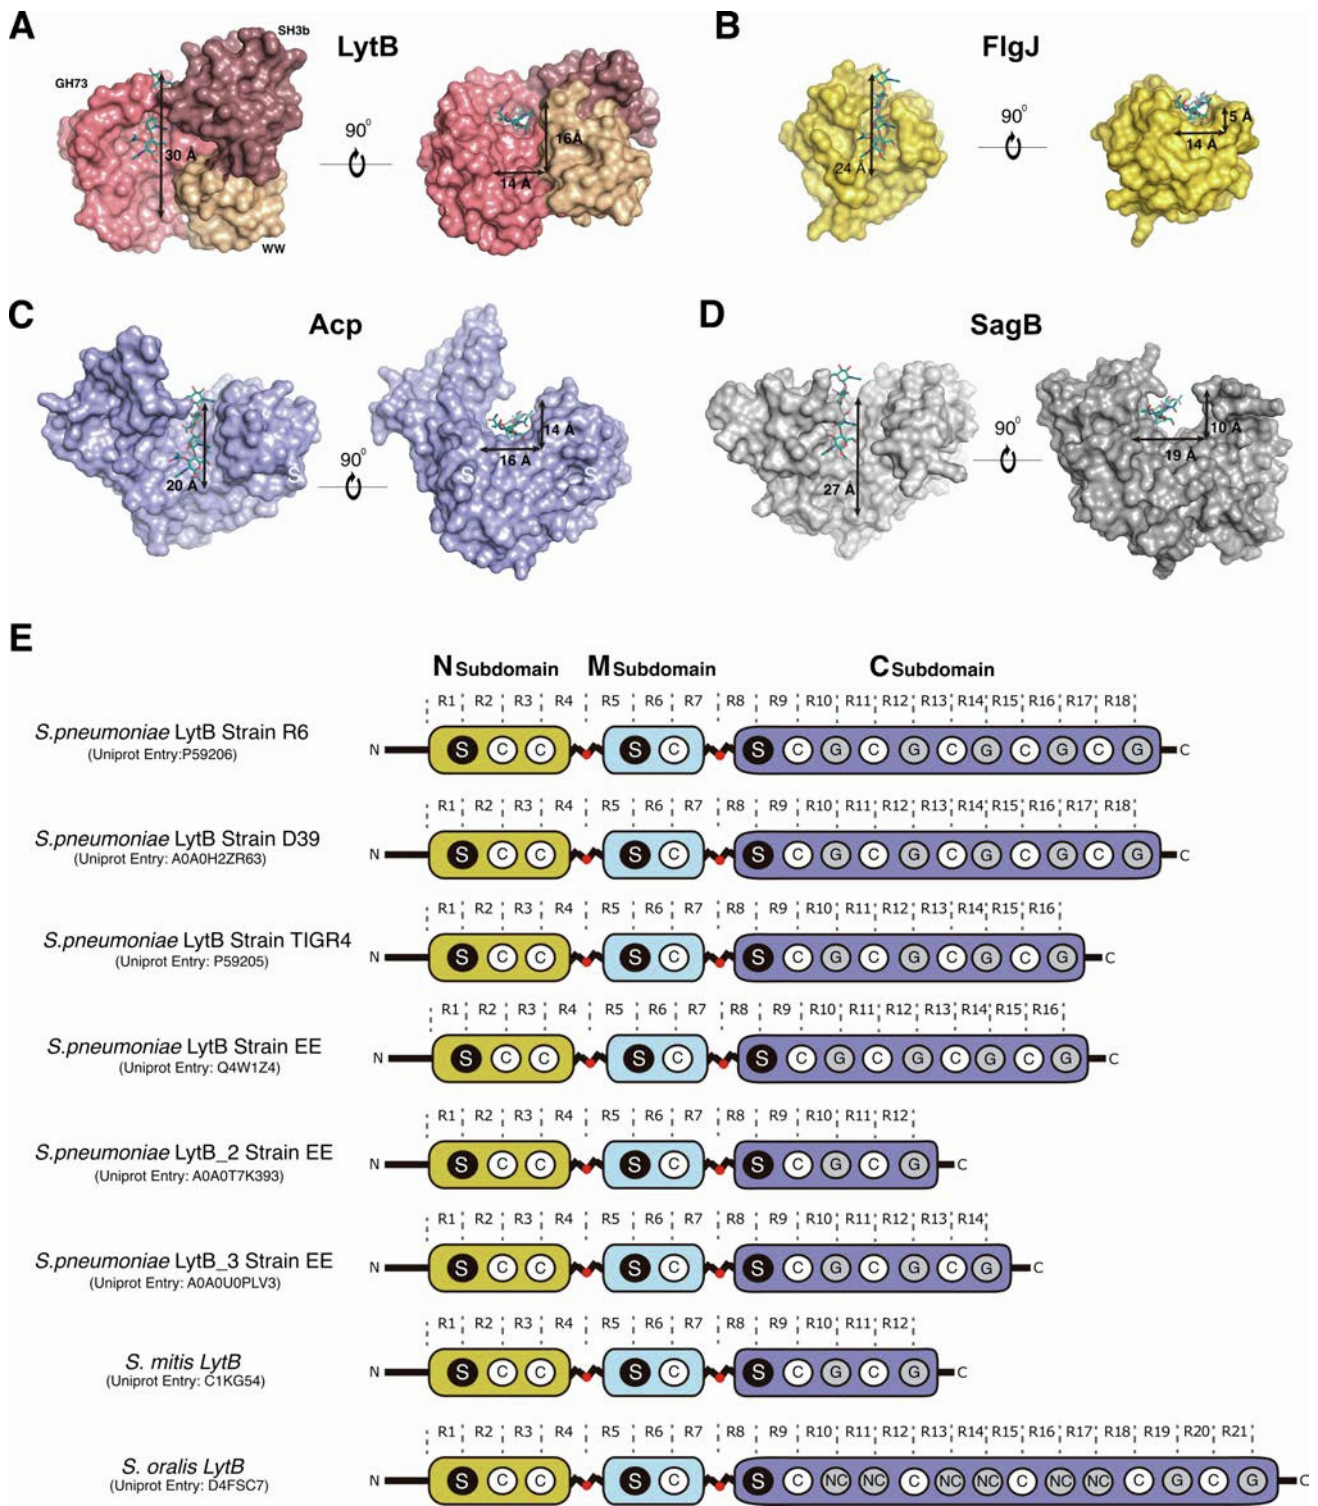 A
LytB
SH3b
GH73
30 Å
WW
90⁰
16Å
14 Å
B
FlgJ
24 Å
90⁰
5 Å
14 Å
C
Acp
20 Å
S
90⁰
14 Å
16 Å
S
S
D
SagB
27 Å
90⁰
10 Å
19 Å
E
N Subdomain M Subdomain C Subdomain
R1 R2 R3 R4 R5 R6 R7 R8 R9 R10 R11 R12 R13 R14 R15 R16 R17 R18
S.pneumoniae LytB Strain R6
(Uniprot Entry:P59206)
N S C C S C S C G C G C G C G C G C
R1 R2 R3 R4 R5 R6 R7 R8 R9 R10 R11 R12 R13 R14 R15 R16 R17 R18
S.pneumoniae LytB Strain D39
(Uniprot Entry: A0A0H2ZR63)
N S C C S C S C G C G C G C G C G C
R1 R2 R3 R4 R5 R6 R7 R8 R9 R10 R11 R12 R13 R14 R15 R16
S.pneumoniae LytB Strain TIGR4
(Uniprot Entry: P59205)
N S C C S C S C G C G C G C G C
R1 R2 R3 R4 R5 R6 R7 R8 R9 R10 R11 R12 R13 R14 R15 R16
S.pneumoniae LytB Strain EE
(Uniprot Entry: Q4W1Z4)
N S C C S C S C G C G C G C G C
R1 R2 R3 R4 R5 R6 R7 R8 R9 R10 R11 R12
S.pneumoniae LytB_2 Strain EE
(Uniprot Entry: A0A0T7K393)
N S C C S C S C G C G C
R1 R2 R3 R4 R5 R6 R7 R8 R9 R10 R11 R12 R13 R14
S.pneumoniae LytB_3 Strain EE
(Uniprot Entry: A0A0U0PLV3)
N S C C S C S C G C G C G C
R1 R2 R3 R4 R5 R6 R7 R8 R9 R10 R11 R12
S. mitis LytB
(Uniprot Entry: C1KG54)
N S C C S C S C G C G C
R1 R2 R3 R4 R5 R6 R7 R8 R9 R10 R11 R12 R13 R14 R15 R16 R17 R18 R19 R20 R21
S. oralis LytB
(Uniprot Entry: D4FSC7)
N S C C S C S C NC NC C NC NC C NC NC C G C G C